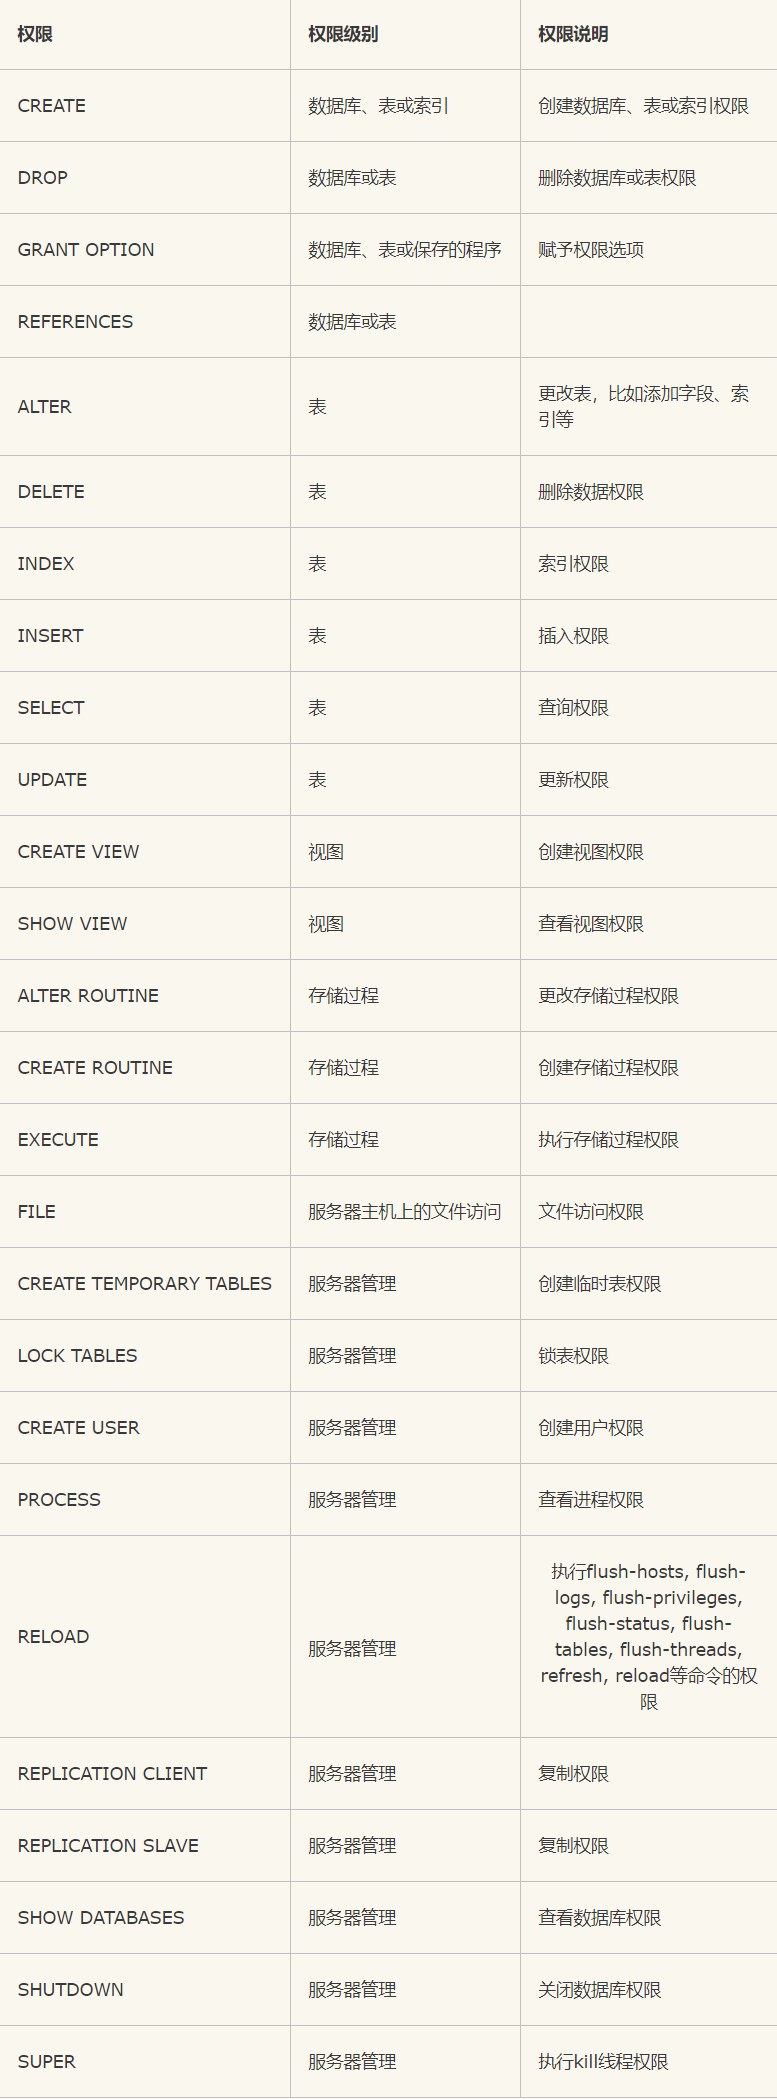 权限 权限级别 权限说明
CREATE 数据库、表或索引 创建数据库、表或索引权限
DROP 数据库或表 删除数据库或表权限
GRANT OPTION 数据库、表或保存的程序 赋予权限选项
REFERENCES 数据库或表
ALTER 表 更改表，比如添加字段、索
引等
DELETE 表 删除数据权限
INDEX 表 索引权限
INSERT 表 插入权限
SELECT 表 查询权限
UPDATE 表 更新权限
CREATE VIEW 视图 创建视图权限
SHOW VIEW 视图 查看视图权限
ALTER ROUTINE 存储过程 更改存储过程权限
CREATE ROUTINE 存储过程 创建存储过程权限
EXECUTE 存储过程 执行存储过程权限
FILE 服务器主机上的文件访问 文件访问权限
CREATE TEMPORARY TABLES 服务器管理 创建临时表权限
LOCK TABLES 服务器管理 锁表权限
CREATE USER 服务器管理 创建用户权限
PROCESS 服务器管理 查看进程权限
RELOAD 服务器管理 执行flush-hosts, flush-
logs, flush-privileges,
flush-status, flush-
tables, flush-threads,
refresh, reload等命令的权
限
REPLICATION CLIENT 服务器管理 复制权限
REPLICATION SLAVE 服务器管理 复制权限
SHOW DATABASES 服务器管理 查看数据库权限
SHUTDOWN 服务器管理 关闭数据库权限
SUPER 服务器管理 执行kill线程权限